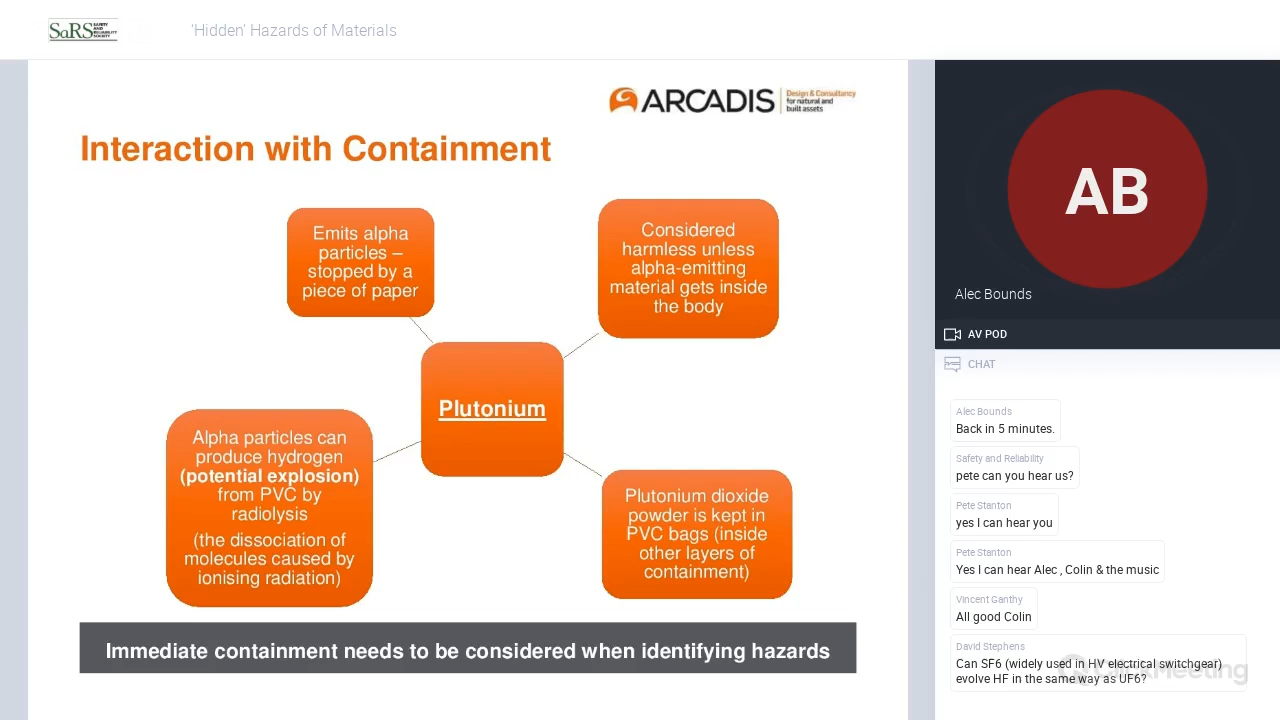 SaRS SAFETY
AND
RELIABILITY
SOCIETY
'Hidden' Hazards of Materials
ARCADIS
Design & Consultancy
for natural and
built assets
Interaction with Containment
Emits alpha
particles –
stopped by a
piece of paper
Considered
harmless unless
alpha-emitting
material gets inside
the body
Plutonium
Alpha particles can
produce hydrogen
(potential explosion)
from PVC by
radiolysis
(the dissociation of
molecules caused by
ionising radiation)
Plutonium dioxide
powder is kept in
PVC bags (inside
other layers of
containment)
Immediate containment needs to be considered when identifying hazards
AB
Alec Bounds
AV POD
CHAT
Alec Bounds
Back in 5 minutes.
Safety and Reliability
pete can you hear us?
Pete Stanton
yes I can hear you
Pete Stanton
Yes I can hear Alec , Colin & the music
Vincent Ganthy
All good Colin
David Stephens
Can SF6 (widely used in HV electrical switchgear)
evolve HF in the same way as UF6?
ClickMeeting